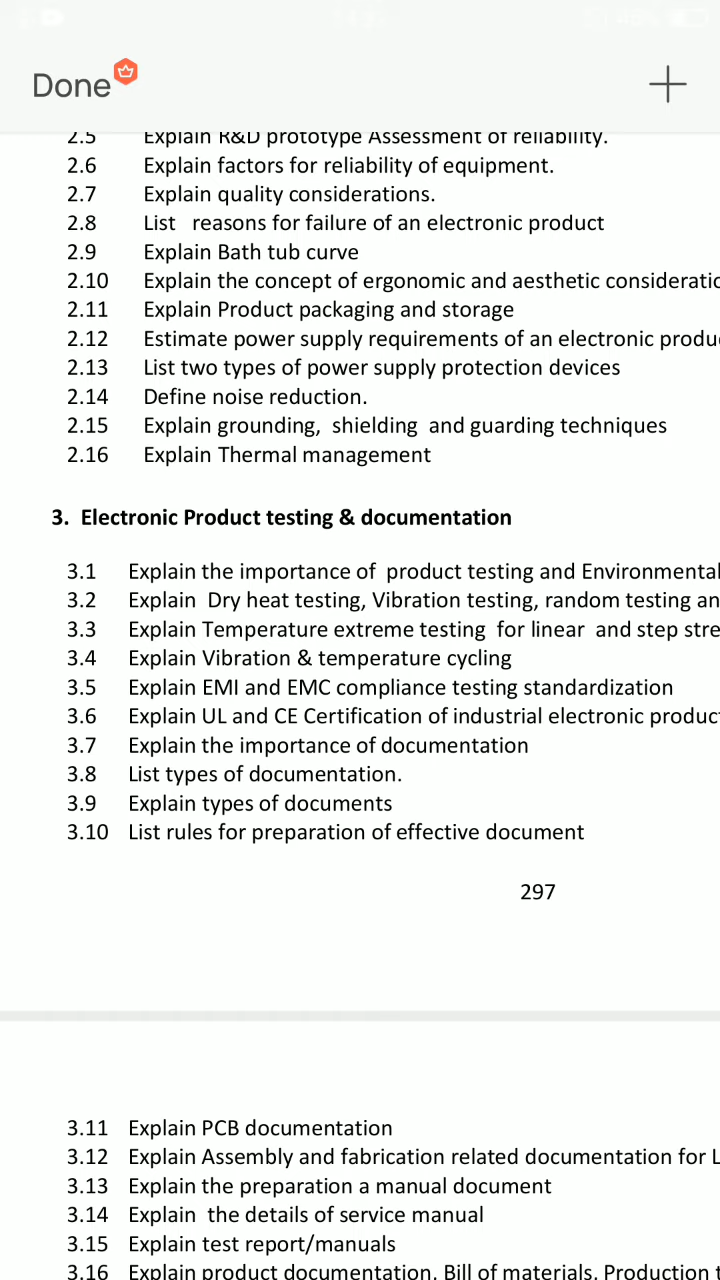 Done
2.5 Explain R&D prototype Assessment of reliability.
2.6 Explain factors for reliability of equipment.
2.7 Explain quality considerations.
2.8 List reasons for failure of an electronic product
2.9 Explain Bath tub curve
2.10 Explain the concept of ergonomic and aesthetic consideratio
2.11 Explain Product packaging and storage
2.12 Estimate power supply requirements of an electronic produ
2.13 List two types of power supply protection devices
2.14 Define noise reduction.
2.15 Explain grounding, shielding and guarding techniques
2.16 Explain Thermal management
3. Electronic Product testing & documentation
3.1 Explain the importance of product testing and Environmental
3.2 Explain Dry heat testing, Vibration testing, random testing an
3.3 Explain Temperature extreme testing for linear and step stre
3.4 Explain Vibration & temperature cycling
3.5 Explain EMI and EMC compliance testing standardization
3.6 Explain UL and CE Certification of industrial electronic product
3.7 Explain the importance of documentation
3.8 List types of documentation.
3.9 Explain types of documents
3.10 List rules for preparation of effective document
297
3.11 Explain PCB documentation
3.12 Explain Assembly and fabrication related documentation for L
3.13 Explain the preparation a manual document
3.14 Explain the details of service manual
3.15 Explain test report/manuals
3.16 Explain product documentation, Bill of materials, Production t